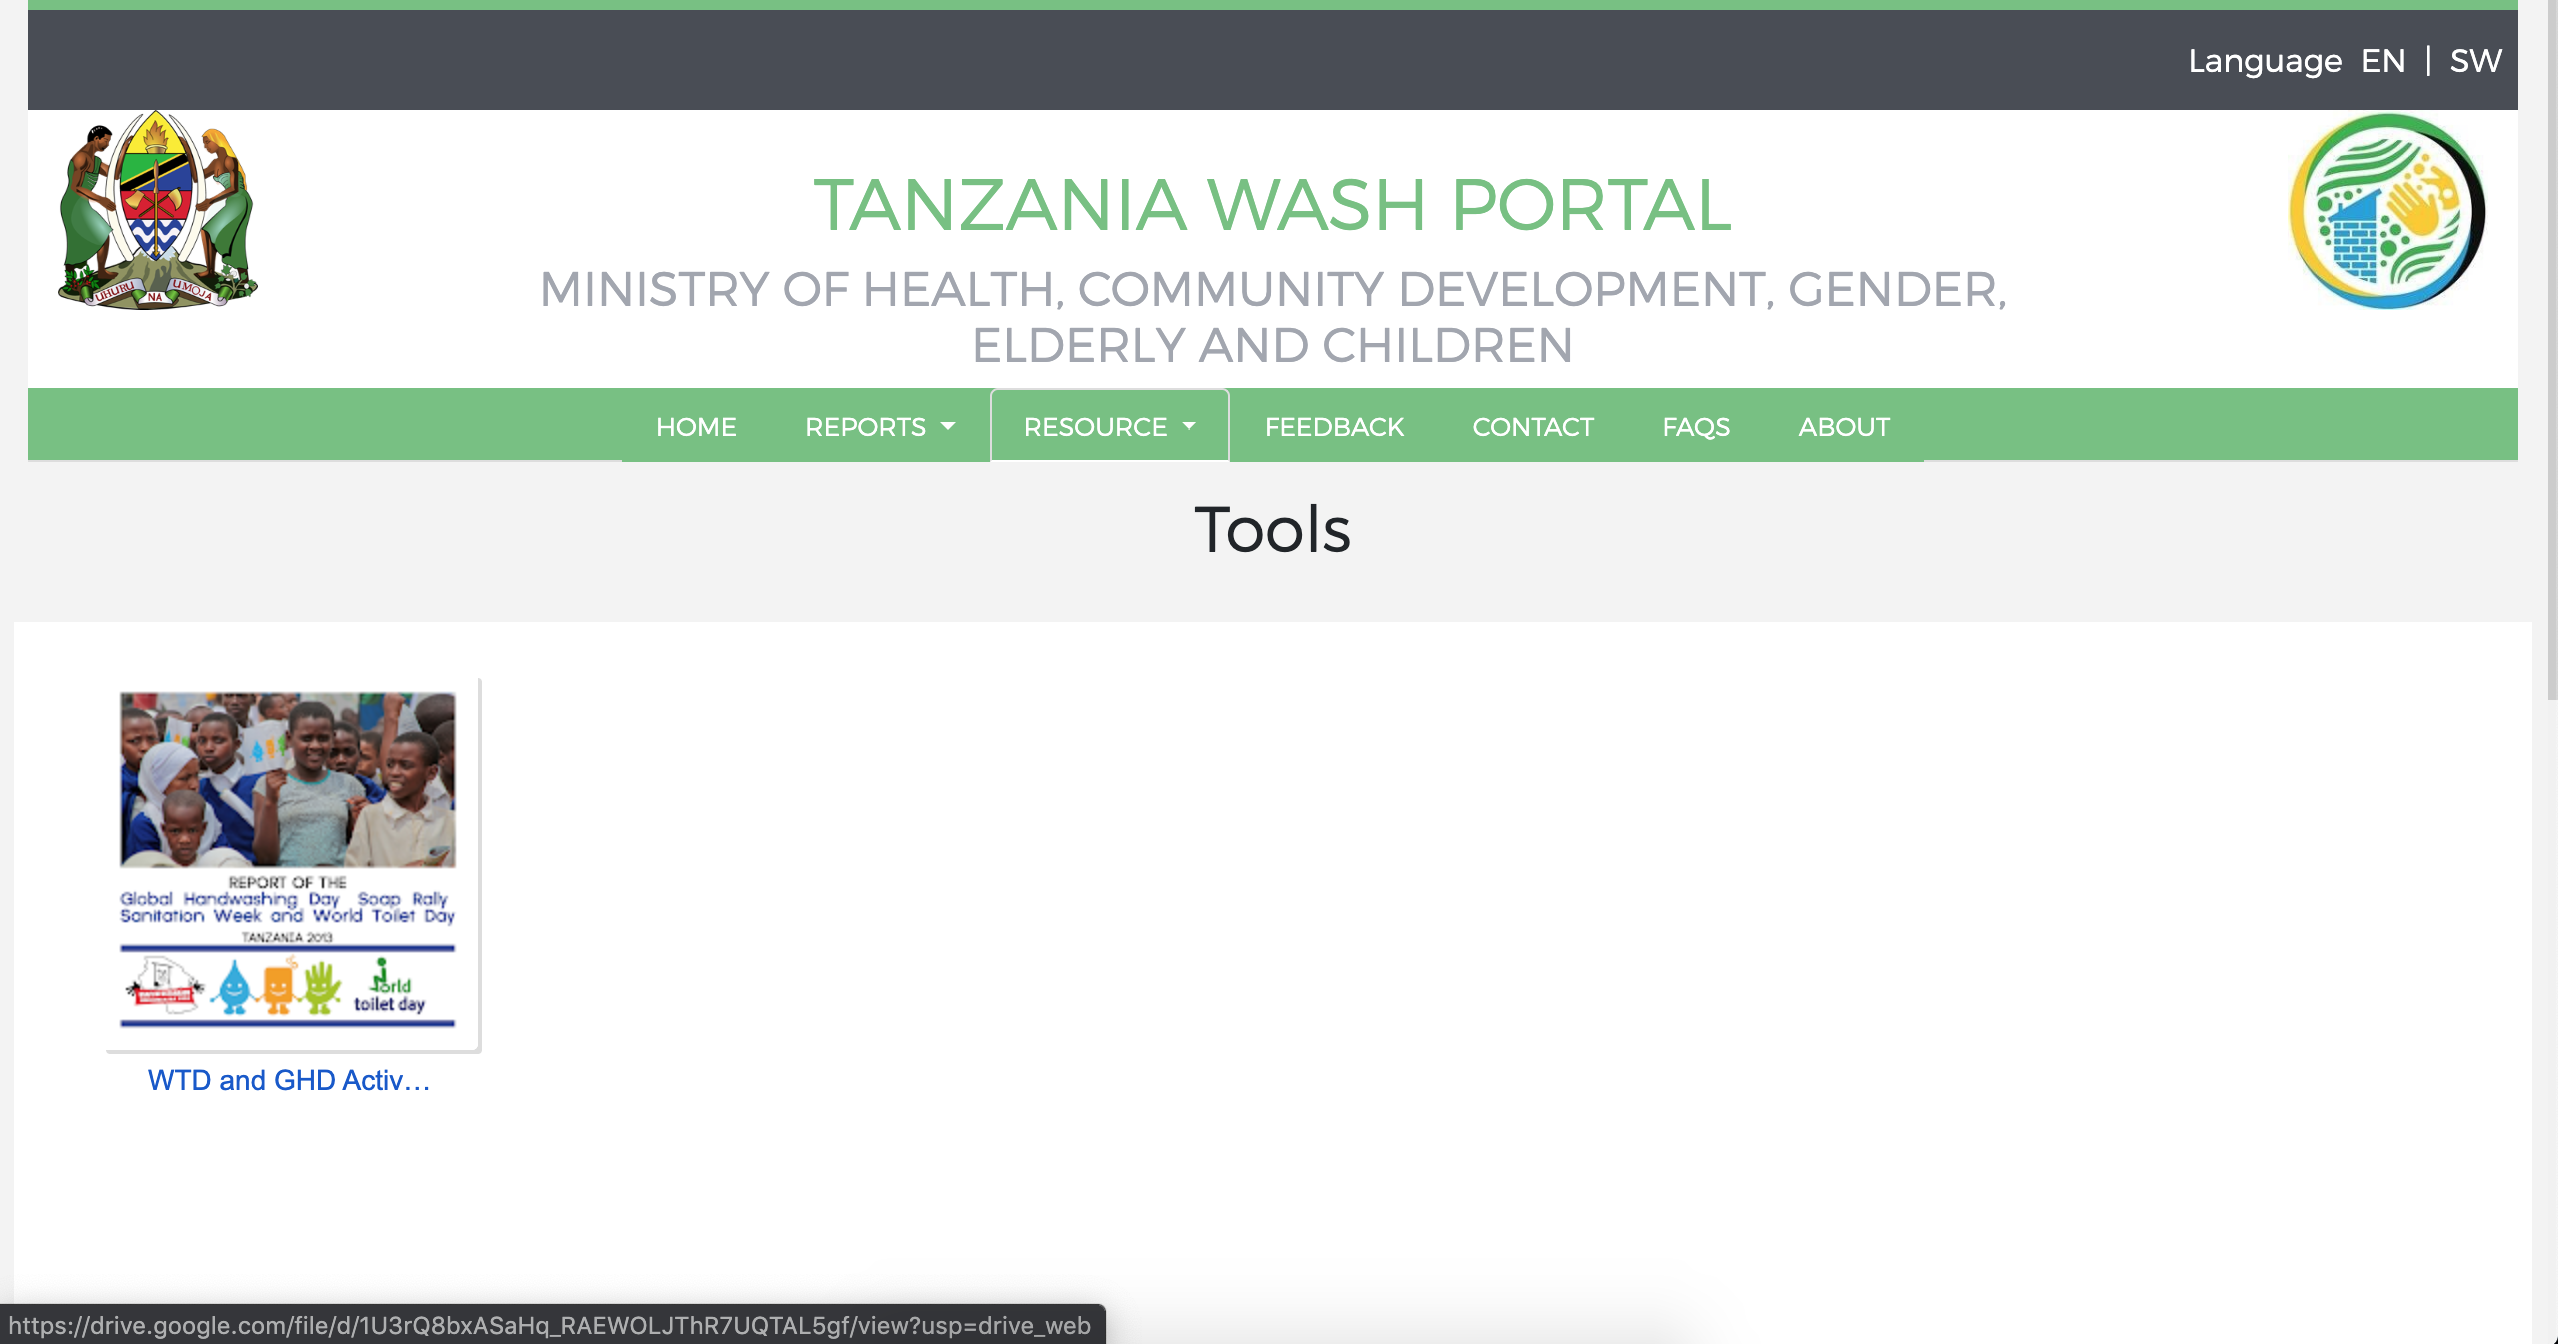 Language EN | SW
TANZANIA WASH PORTAL
MINISTRY OF HEALTH, COMMUNITY DEVELOPMENT, GENDER,
ELDERLY AND CHILDREN
UHURU NA UMOJA
HOME REPORTS RESOURCE FEEDBACK CONTACT FAQS ABOUT
Tools
REPORT OF THE
Global Handwashing Day Soap Rally
Sanitation Week and World Toilet Day
TANZANIA 2013
World
toilet day
WTD and GHD Activ...
https://drive.google.com/file/d/1U3rQ8bxASaHq_RAEWOLJThR7UQTAL5gf/view?usp=drive_web